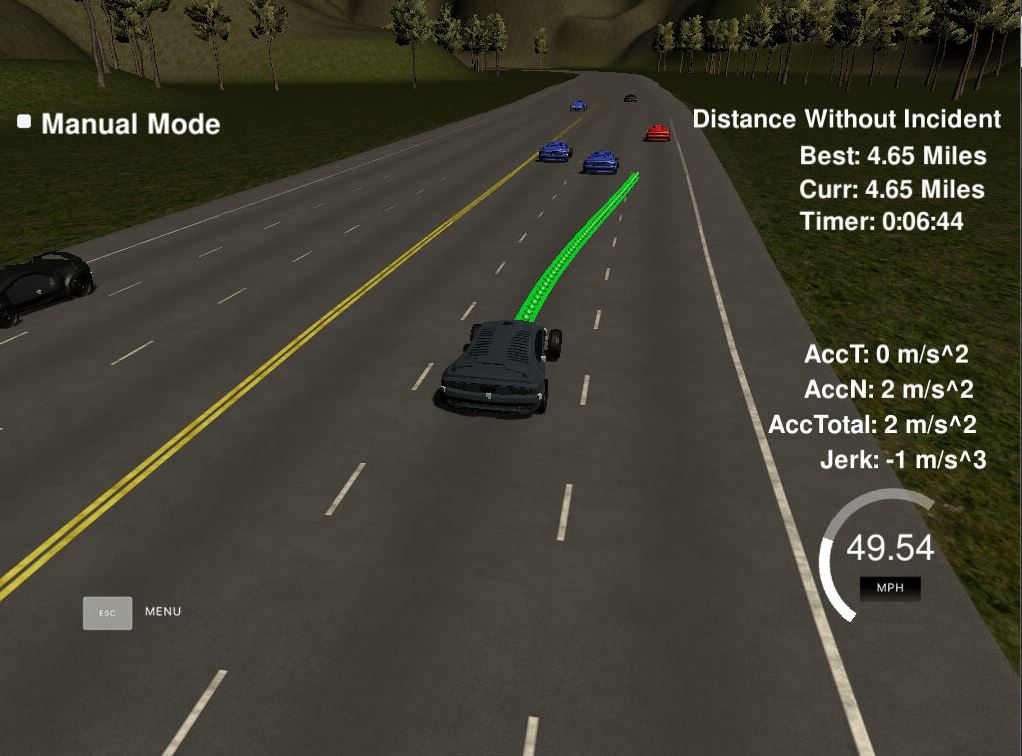 Manual Mode
Distance Without Incident
Best: 4.65 Miles
Curr: 4.65 Miles
Timer: 0:06:44
AccT: 0 m/s^2
AccN: 2 m/s^2
AccTotal: 2 m/s^2
Jerk: -1 m/s^3
49.54
MPH
ESC MENU